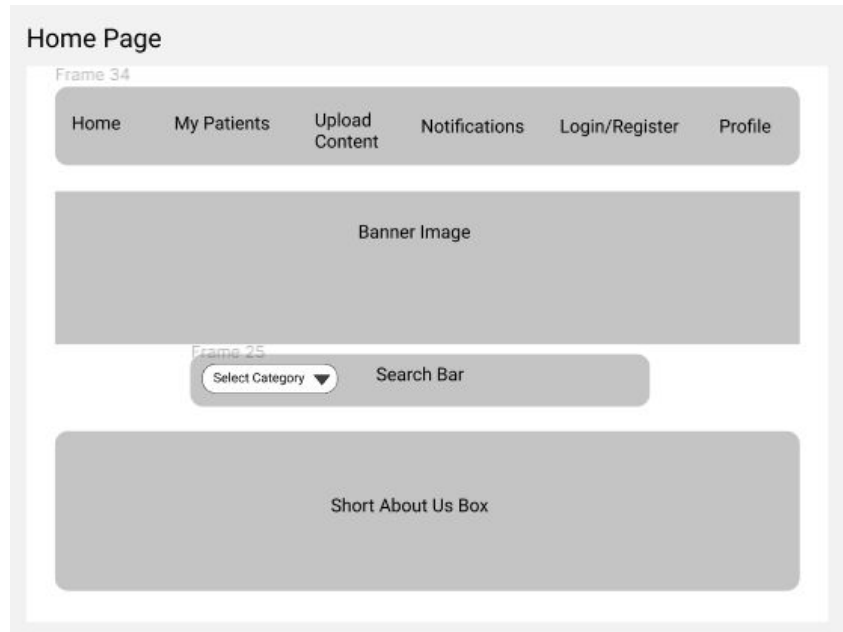 Home Page
Frame 34
Home
My Patients
Upload
Content
Notifications
Login/Register
Profile
Banner Image
Frame 25
Select Category
Search Bar
Short About Us Box